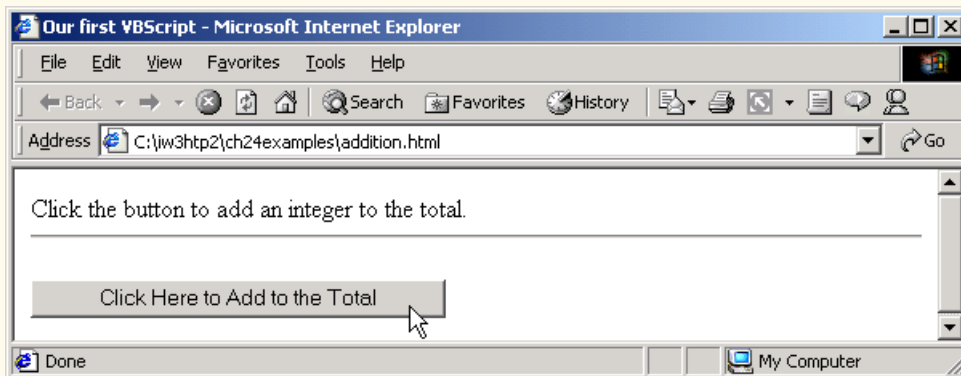 Our first VBScript - Microsoft Internet Explorer
File Edit View Favorites Tools Help
Back Search Favorites History
Address C:\iw3htp2\ch24examples\addition.html Go
Click the button to add an integer to the total.
Click Here to Add to the Total
Done My Computer